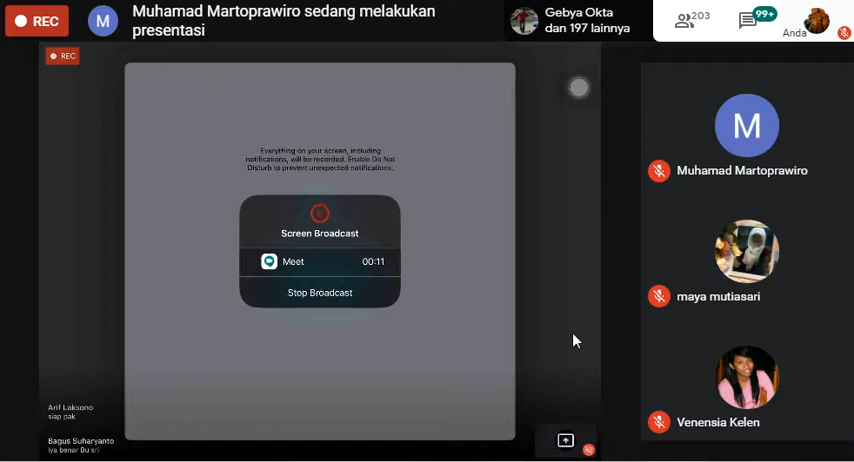 REC
M
Muhamad Martoprawiro sedang melakukan
presentasi
Gebya Okta
dan 197 lainnya
203
99+
Anda
REC
Everything on your screen, including
notifications, will be recorded. Enable Do Not
Disturb to prevent unexpected notifications.
Screen Broadcast
Meet
00:11
Stop Broadcast
M
Muhamad Martoprawiro
maya mutiasari
Venensia Kelen
Arif Laksono
siap pak
Bagus Suharyanto
Iya benar Bu sri